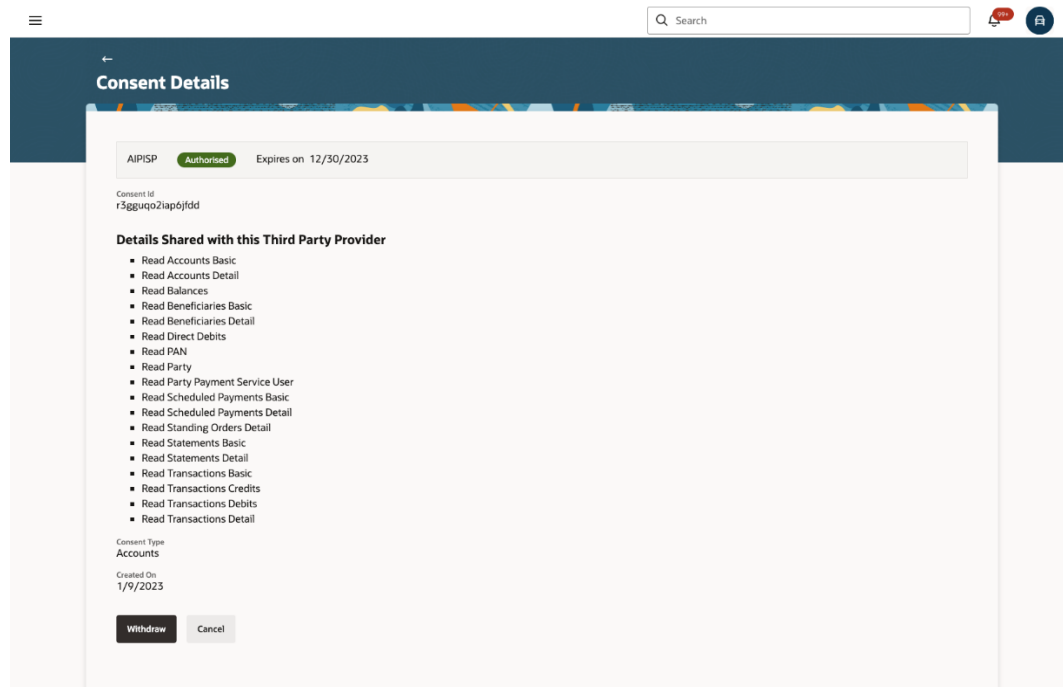 Search
99+
Consent Details
AIPISP Authorised Expires on 12/30/2023
Consent Id
r3gguqo2iap6jfdd
Details Shared with this Third Party Provider
Read Accounts Basic
Read Accounts Detail
Read Balances
Read Beneficiaries Basic
Read Beneficiaries Detail
Read Direct Debits
Read PAN
Read Party
Read Party Payment Service User
Read Scheduled Payments Basic
Read Scheduled Payments Detail
Read Standing Orders Detail
Read Statements Basic
Read Statements Detail
Read Transactions Basic
Read Transactions Credits
Read Transactions Debits
Read Transactions Detail
Consent Type
Accounts
Created On
1/9/2023
Withdraw Cancel